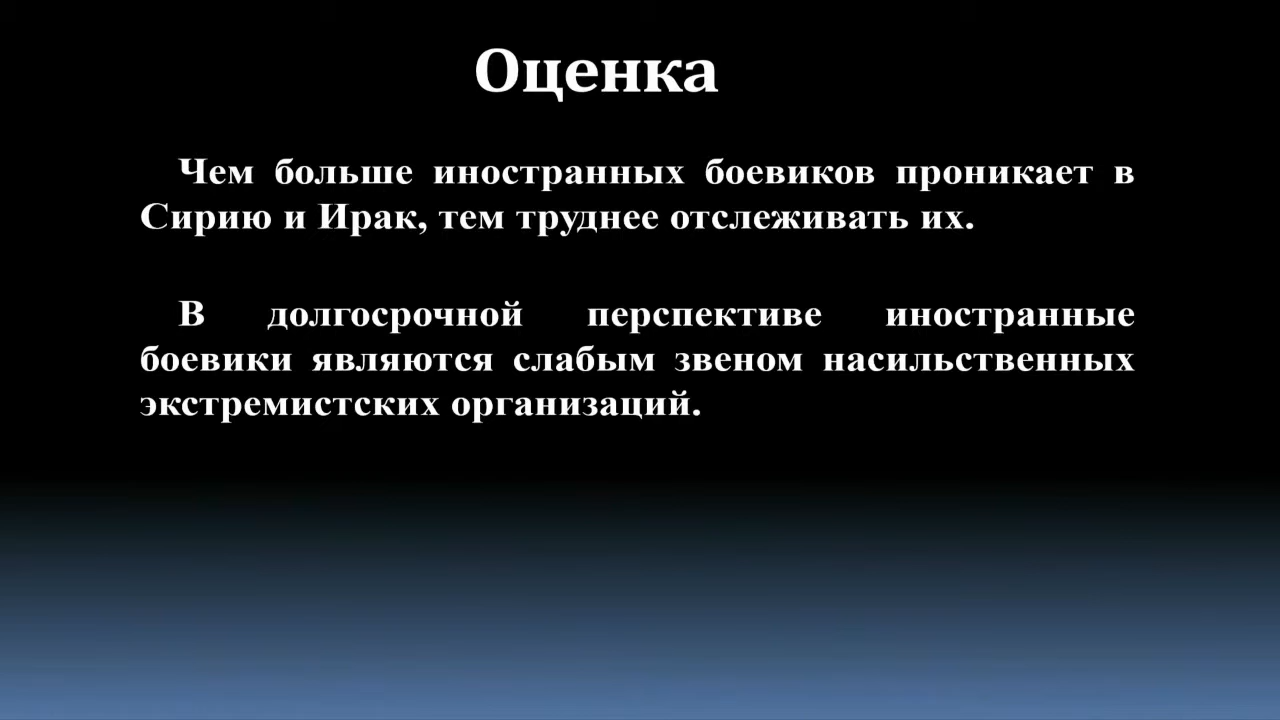 Оценка
Чем больше иностранных боевиков проникает в
Сирию и Ирак, тем труднее отслеживать их.
В долгосрочной перспективе иностранные
боевики являются слабым звеном насильственных
экстремистских организаций.